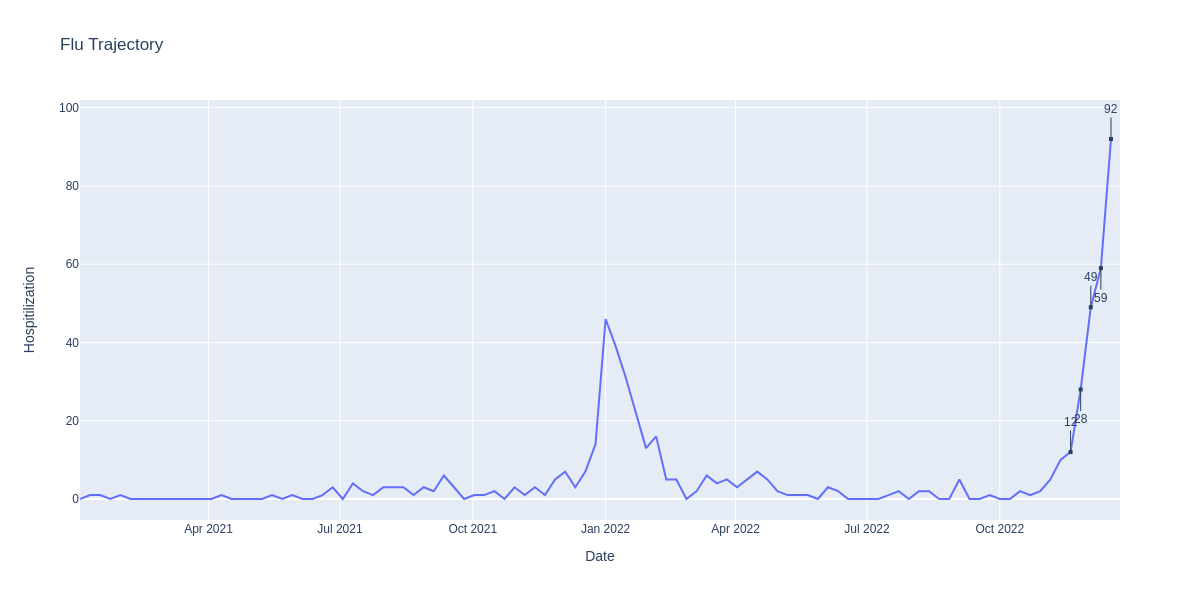 Flu Trajectory
100
80
60
40
20
0
Hospitilization
92
49
59
12
28
Apr 2021
Jul 2021
Oct 2021
Jan 2022
Apr 2022
Jul 2022
Oct 2022
Date